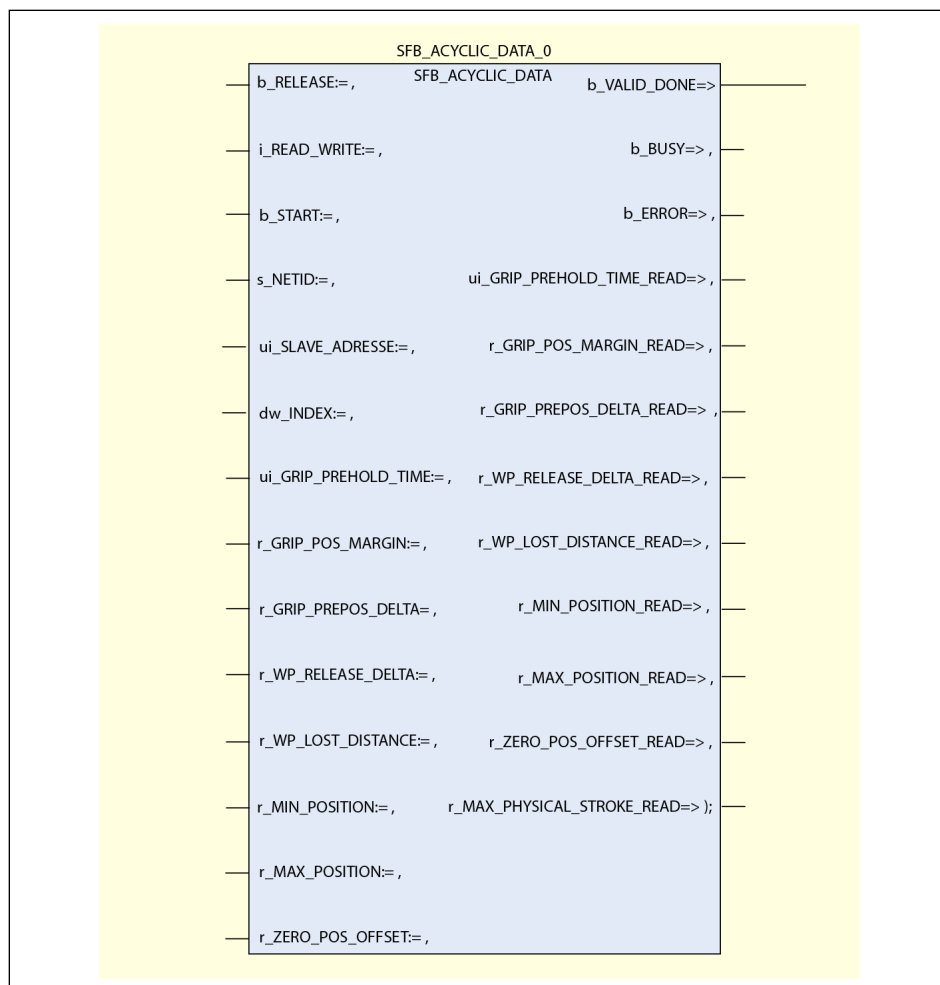 SFB_ACYCLIC_DATA_0
SFB_ACYCLIC_DATA
b_RELEASE:= ,
b_VALID_DONE=>
i_READ_WRITE:= ,
b_BUSY=> ,
b_START:= ,
b_ERROR=> ,
s_NETID:= ,
ui_GRIP_PREHOLD_TIME_READ=> ,
ui_SLAVE_ADRESSE:= ,
r_GRIP_POS_MARGIN_READ=> ,
dw_INDEX:= ,
r_GRIP_PREPOS_DELTA_READ=> ,
ui_GRIP_PREHOLD_TIME:= ,
r_WP_RELEASE_DELTA_READ=> ,
r_GRIP_POS_MARGIN:= ,
r_WP_LOST_DISTANCE_READ=> ,
r_GRIP_PREPOS_DELTA= ,
r_MIN_POSITION_READ=> ,
r_WP_RELEASE_DELTA:= ,
r_MAX_POSITION_READ=> ,
r_WP_LOST_DISTANCE:= ,
r_ZERO_POS_OFFSET_READ=> ,
r_MIN_POSITION:= ,
r_MAX_PHYSICAL_STROKE_READ=> );
r_MAX_POSITION:= ,
r_ZERO_POS_OFFSET:= ,